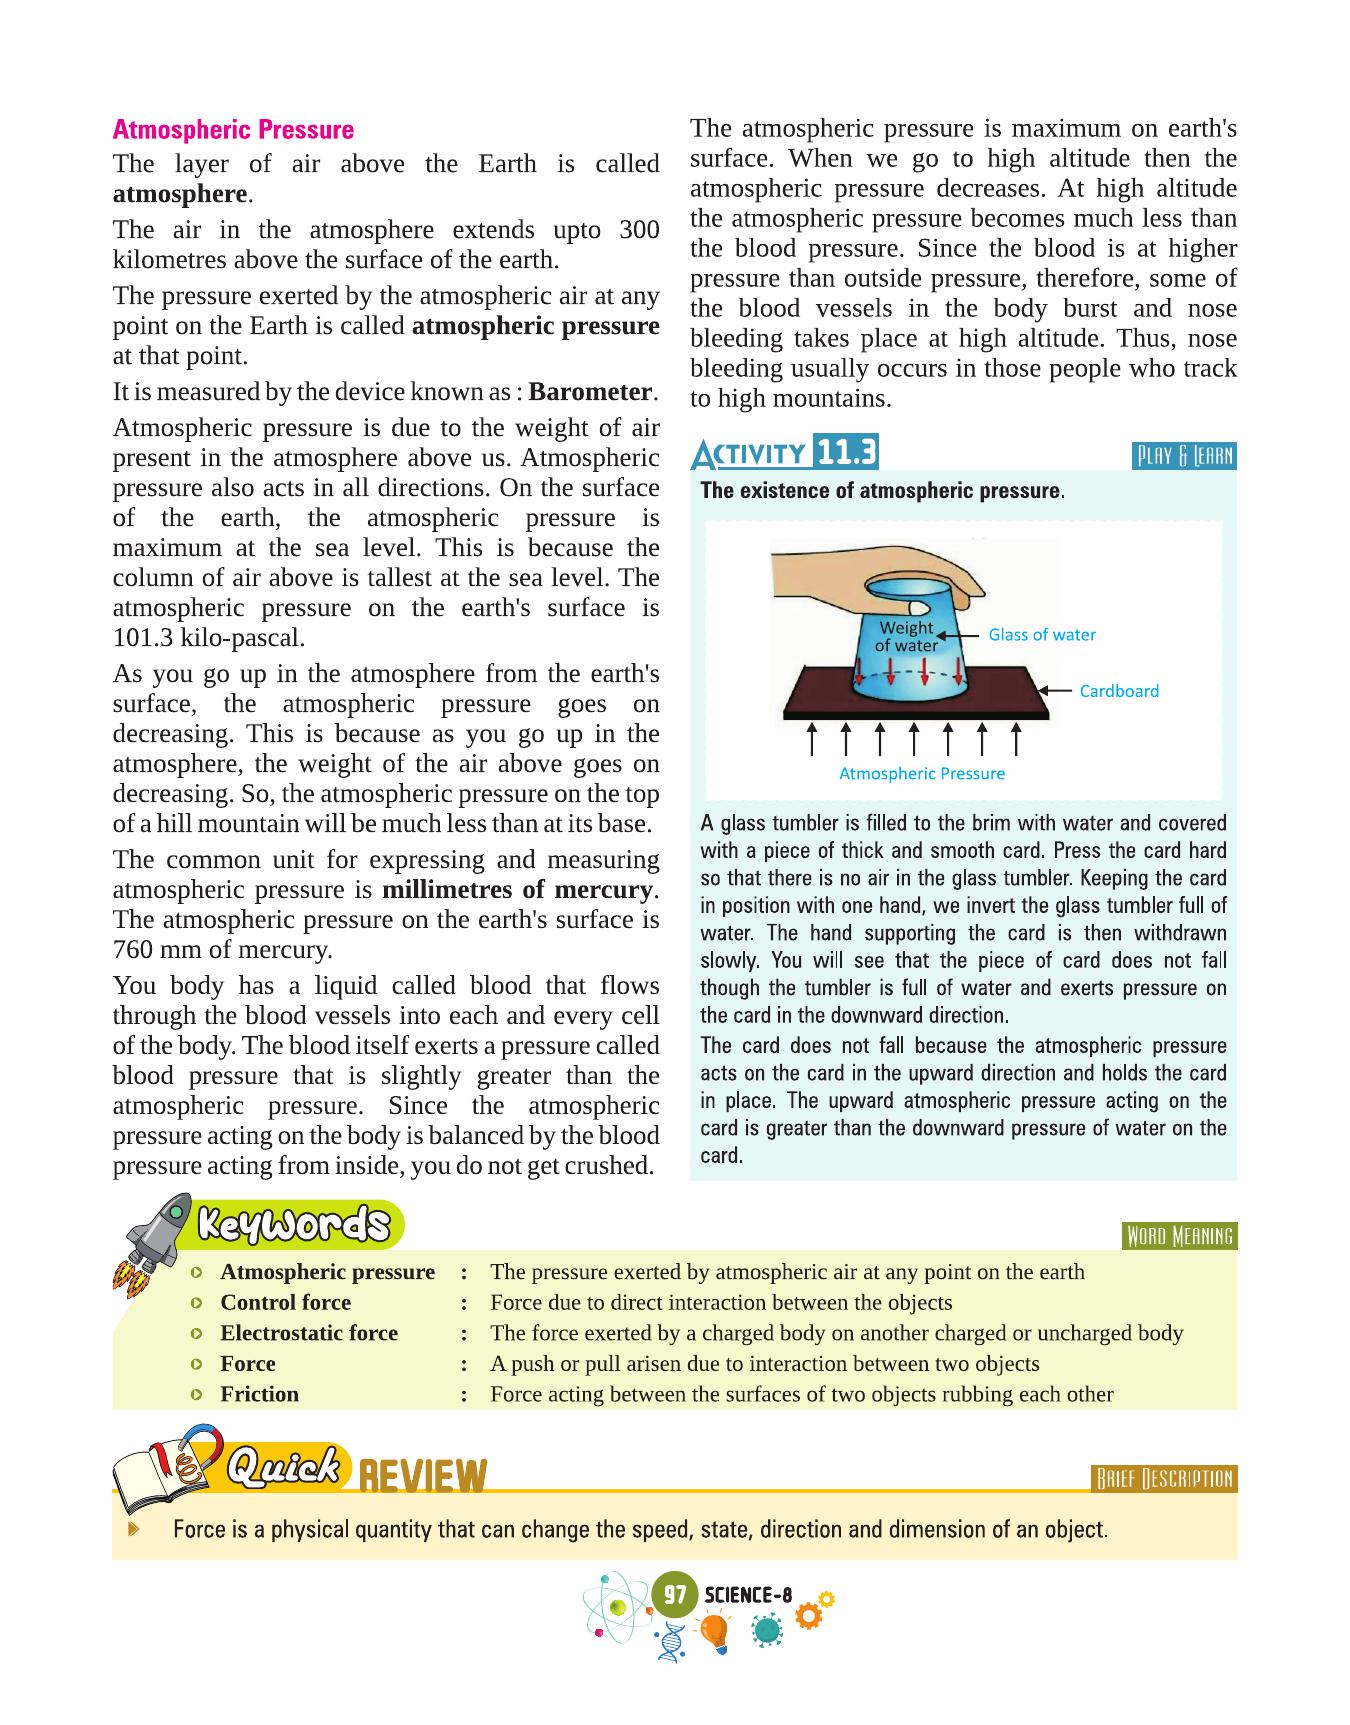 Atmospheric Pressure
The layer of air above the Earth is called
atmosphere.
The air in the atmosphere extends upto 300
kilometres above the surface of the earth.
The pressure exerted by the atmospheric air at any
point on the Earth is called atmospheric pressure
at that point.
It is measured by the device known as : Barometer.
Atmospheric pressure is due to the weight of air
present in the atmosphere above us. Atmospheric
pressure also acts in all directions. On the surface
of the earth, the atmospheric pressure is
maximum at the sea level. This is because the
column of air above is tallest at the sea level. The
atmospheric pressure on the earth's surface is
101.3 kilo-pascal.
As you go up in the atmosphere from the earth's
surface, the atmospheric pressure goes on
decreasing. This is because as you go up in the
atmosphere, the weight of the air above goes on
decreasing. So, the atmospheric pressure on the top
of a hill mountain will be much less than at its base.
The common unit for expressing and measuring
atmospheric pressure is millimetres of mercury.
The atmospheric pressure on the earth's surface is
760 mm of mercury.
You body has a liquid called blood that flows
through the blood vessels into each and every cell
of the body. The blood itself exerts a pressure called
blood pressure that is slightly greater than the
atmospheric pressure. Since the atmospheric
pressure acting on the body is balanced by the blood
pressure acting from inside, you do not get crushed.
The atmospheric pressure is maximum on earth's
surface. When we go to high altitude then the
atmospheric pressure decreases. At high altitude
the atmospheric pressure becomes much less than
the blood pressure. Since the blood is at higher
pressure than outside pressure, therefore, some of
the blood vessels in the body burst and nose
bleeding takes place at high altitude. Thus, nose
bleeding usually occurs in those people who track
to high mountains.
ACTIVITY 11.3
PLAY & LEARN
The existence of atmospheric pressure.
Weight
of water
Glass of water
Cardboard
Atmospheric Pressure
A glass tumbler is filled to the brim with water and covered
with a piece of thick and smooth card. Press the card hard
so that there is no air in the glass tumbler. Keeping the card
in position with one hand, we invert the glass tumbler full of
water. The hand supporting the card is then withdrawn
slowly. You will see that the piece of card does not fall
though the tumbler is full of water and exerts pressure on
the card in the downward direction.
The card does not fall because the atmospheric pressure
acts on the card in the upward direction and holds the card
in place. The upward atmospheric pressure acting on the
card is greater than the downward pressure of water on the
card.
Keywords
WORD MEANING
Atmospheric pressure : The pressure exerted by atmospheric air at any point on the earth
Control force : Force due to direct interaction between the objects
Electrostatic force : The force exerted by a charged body on another charged or uncharged body
Force : A push or pull arisen due to interaction between two objects
Friction : Force acting between the surfaces of two objects rubbing each other
Quick REVIEW
BRIEF DESCRIPTION
Force is a physical quantity that can change the speed, state, direction and dimension of an object.
97 SCIENCE-8